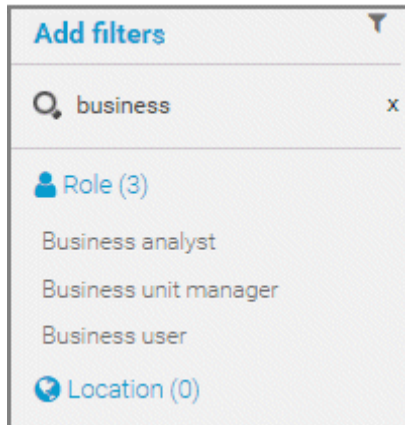 Add filters
business x
Role (3)
Business analyst
Business unit manager
Business user
Location (0)